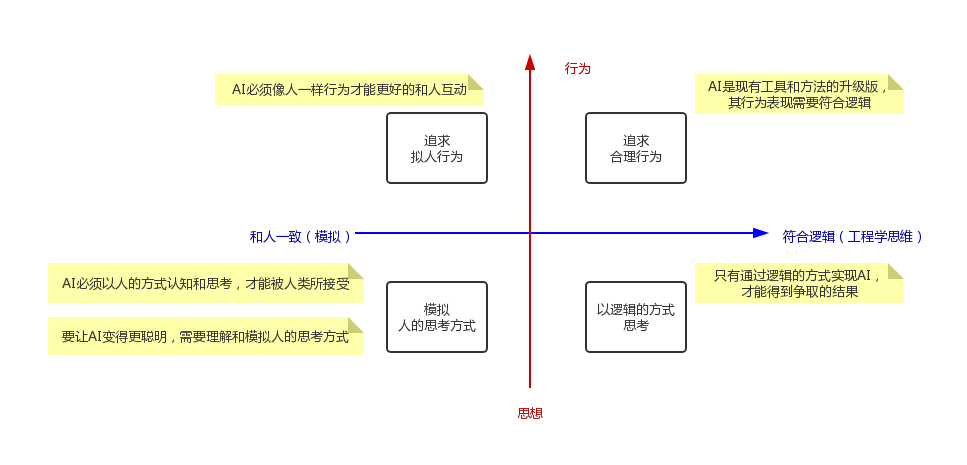 行为
AI必须像人一样行为才能更好的和人互动
AI是现有工具和方法的升级版，
其行为表现需要符合逻辑
追求
拟人行为
追求
合理行为
和人一致（模拟）
符合逻辑（工程学思维）
AI必须以人的方式认知和思考，才能被人类所接受
只有通过逻辑的方式实现AI，
才能得到争取的结果
模拟
人的思考方式
以逻辑的方式
思考
要让AI变得更聪明，需要理解和模拟人的思考方式
思想